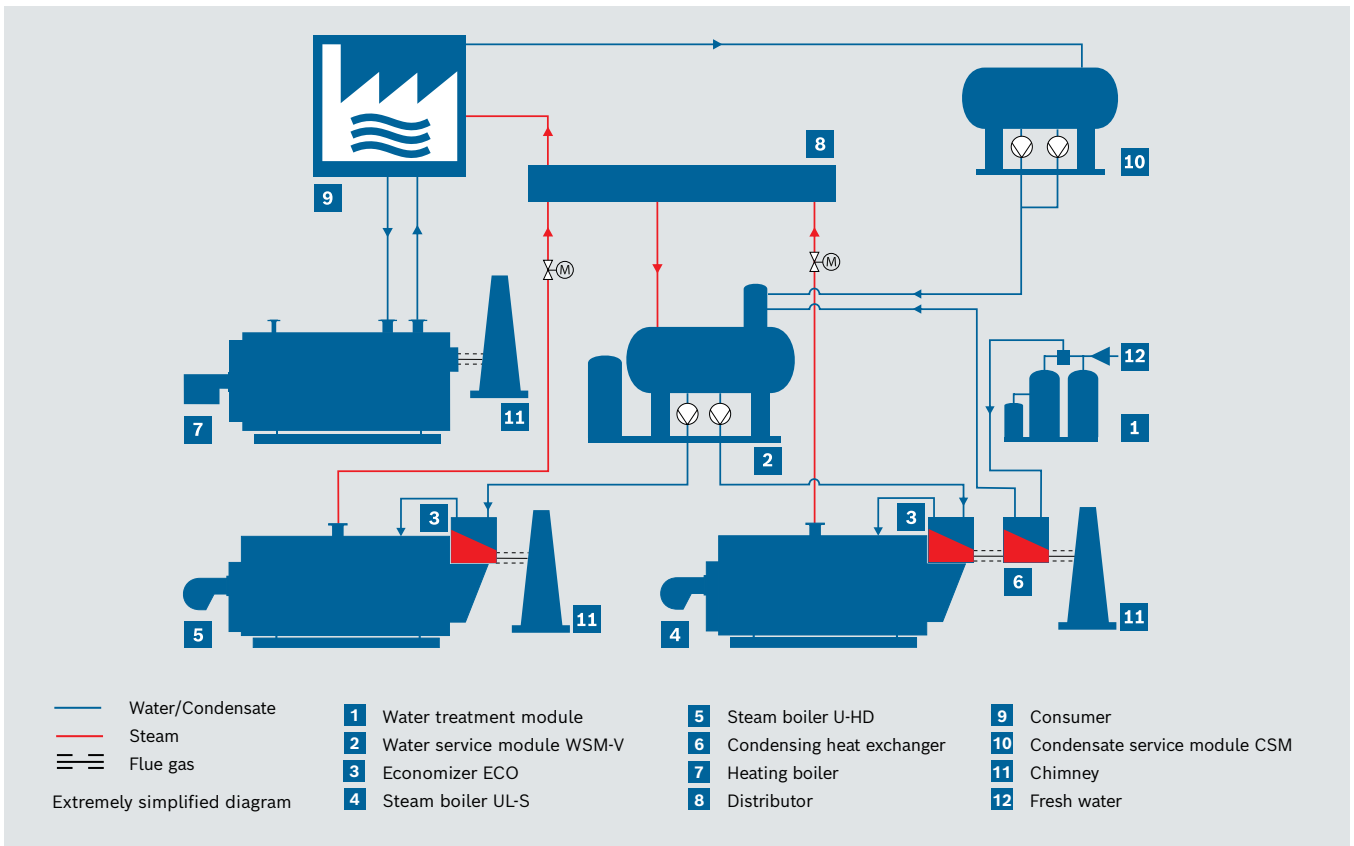 8
10
9
M
M
12
11
7
1
2
3
3
6
5
11
4
11
Water/Condensate
Steam
Flue gas
Extremely simplified diagram
1 Water treatment module
2 Water service module WSM-V
3 Economizer ECO
4 Steam boiler UL-S
5 Steam boiler U-HD
6 Condensing heat exchanger
7 Heating boiler
8 Distributor
9 Consumer
10 Condensate service module CSM
11 Chimney
12 Fresh water